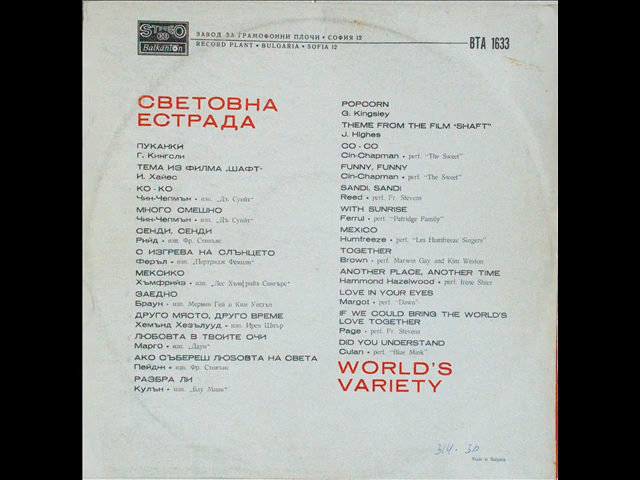 STEREO
Balkanton
ЗАВОД ЗА ГРАМОФОННИ ПЛОЧИ • СОФИЯ 12
RECORD PLANT • BULGARIA • SOFIA 12
ВТА 1633
СВЕТОВНА
ЕСТРАДА
ПУКАНКИ
Г. Кингсли
ТЕМА ИЗ ФИЛМА „ШАФТ“
И. Хайес
КО - КО
Чин-Чепмън • изп. „Дъ Суийт“
МНОГО СМЕШНО
Чин-Чепмън • изп. „Дъ Суийт“
СЕНДИ, СЕНДИ
Рийд • изп. Фр. Стивънс
С ИЗГРЕВА НА СЛЪНЦЕТО
Феръл • изп. „Пертридж Фемили“
МЕКСИКО
Хъмфрийз • изп. „Лес Хъмфрийз Сингърс“
ЗАЕДНО
Браун • изп. Мервин Гей и Ким Уестън
ДРУГО МЯСТО, ДРУГО ВРЕМЕ
Хемънд Хезълууд • изп. Ирен Шиър
ЛЮБОВТА В ТВОИТЕ ОЧИ
Марго • изп. „Даун“
АКО СЪБЕРЕШ ЛЮБОВТА НА СВЕТА
Пейдж • изп. Фр. Стивънс
РАЗБРА ЛИ
Кулън • изп. „Блу Минк“
POPCORN
G. Kingsley
THEME FROM THE FILM "SHAFT"
J. Highes
CO - CO
Cin-Chapman • perf. "The Sweet"
FUNNY, FUNNY
Cin-Chapman • perf. "The Sweet"
SANDI, SANDI
Reed • perf. Fr. Stevens
WITH SUNRISE
Ferrul • perf. "Patridge Family"
MEXICO
Humfreeze • perf. "Les Humfreeze Singers"
TOGETHER
Brown • perf. Marwin Gay and Kim Weston
ANOTHER PLACE, ANOTHER TIME
Hammond Hazelwood • perf. Irene Shier
LOVE IN YOUR EYES
Margot • perf. "Down"
IF WE COULD BRING THE WORLD'S
LOVE TOGETHER
Page • perf. Fr. Stevens
DID YOU UNDERSTAND
Culan • perf. "Blue Mink"
WORLD'S
VARIETY
Made in Bulgaria